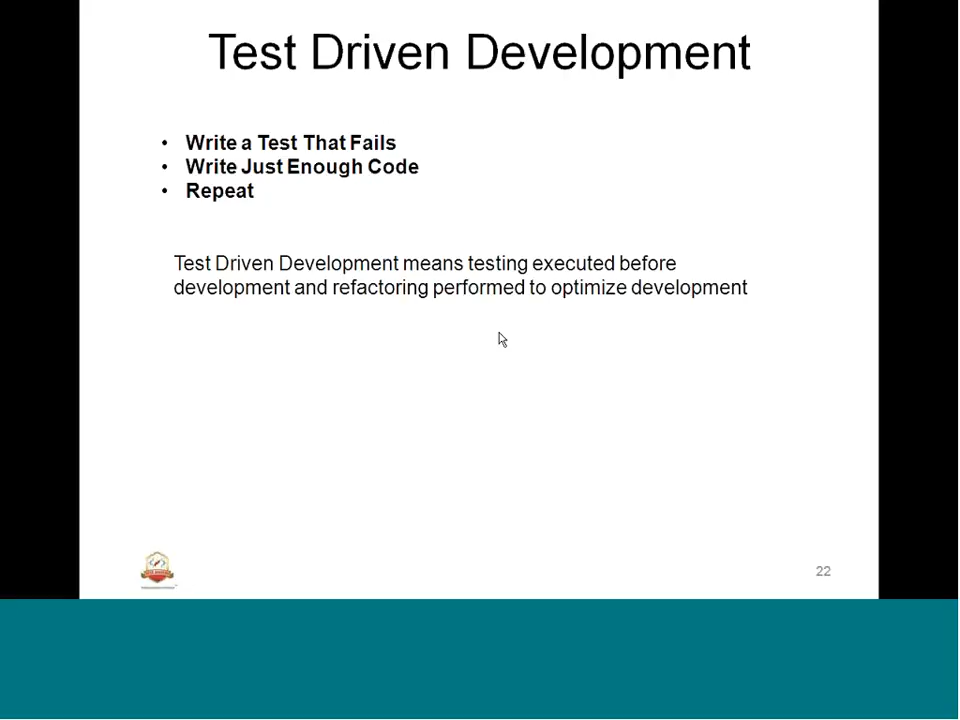 Test Driven Development
• Write a Test That Fails
• Write Just Enough Code
• Repeat
Test Driven Development means testing executed before
development and refactoring performed to optimize development
22